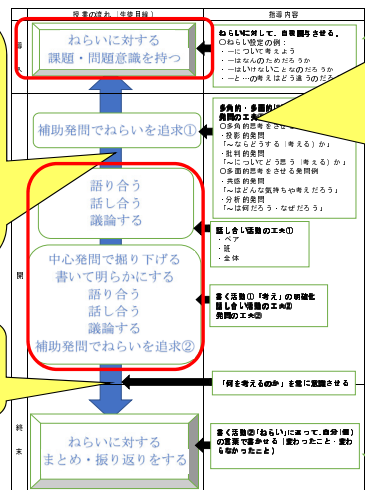 授業の流れ（生徒目線）
指導内容
ねらいに対する
課題・問題意識を持つ
ねらいに対して、自我関与させる。
〇ねらい設定の例：
・－について考えよう
・－はなんのためだろうか
・－はいけないことなのだろうか
・－と…の考えはどう違うのだろ
補助発問でねらいを追求①
多角的・多面的に
発問の工夫
〇多角的思考をさせる発問例
・投影的発問
「～ならどうする（考える）か」
・批判的発問
「～についてどう思う（考える）か」
〇多面的思考をさせる発問例
・共感的発問
「～はどんな気持ちや考えだろう」
・分析的発問
「～は何だろう・なぜだろう」
語り合う
話し合う
議論する
話し合い活動の工夫①
・ペア
・班
・全体
開
中心発問で掘り下げる
書いて明らかにする
語り合う
話し合う
議論する
補助発問でねらいを追求②
書く活動①「考え」の明確化
話し合い活動の工夫②
発問の工夫②
「何を考えるのか」を常に意識させる
終
末
ねらいに対する
まとめ・振り返りをする
書く活動②「ねらい」に迫って、自分（個）
の言葉で書かせる（変わったこと・変わ
らなかったこと）